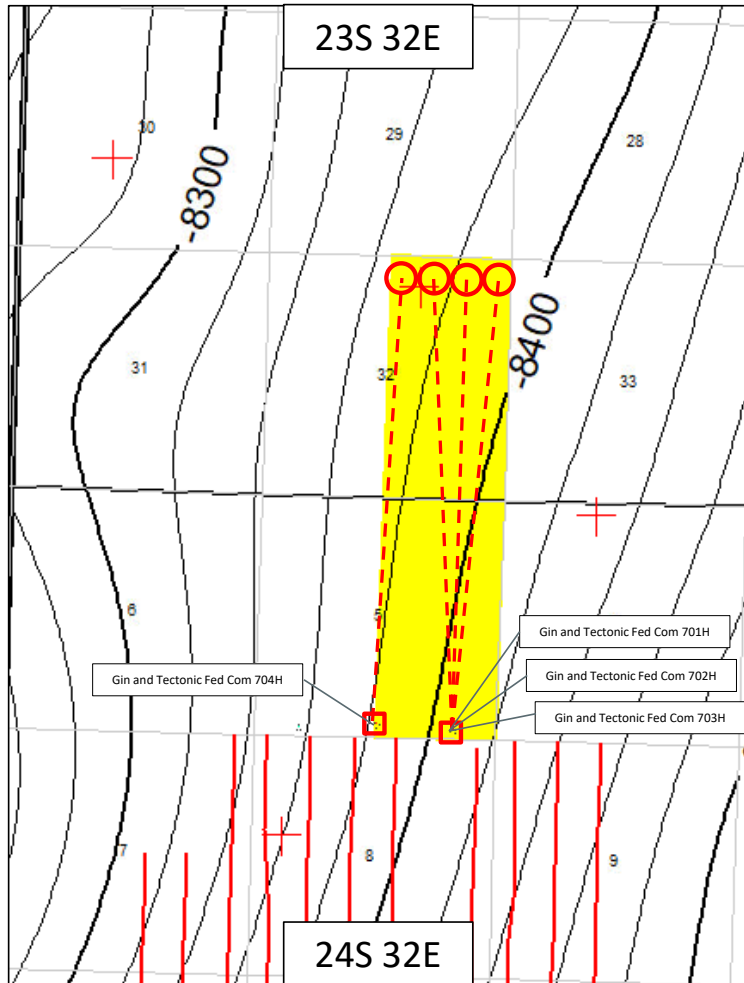 23S 32E
30
29
28
-8300
31
32
-8400
33
6
5
Gin and Tectonic Fed Com 701H
Gin and Tectonic Fed Com 704H
Gin and Tectonic Fed Com 702H
Gin and Tectonic Fed Com 703H
7
8
9
24S 32E